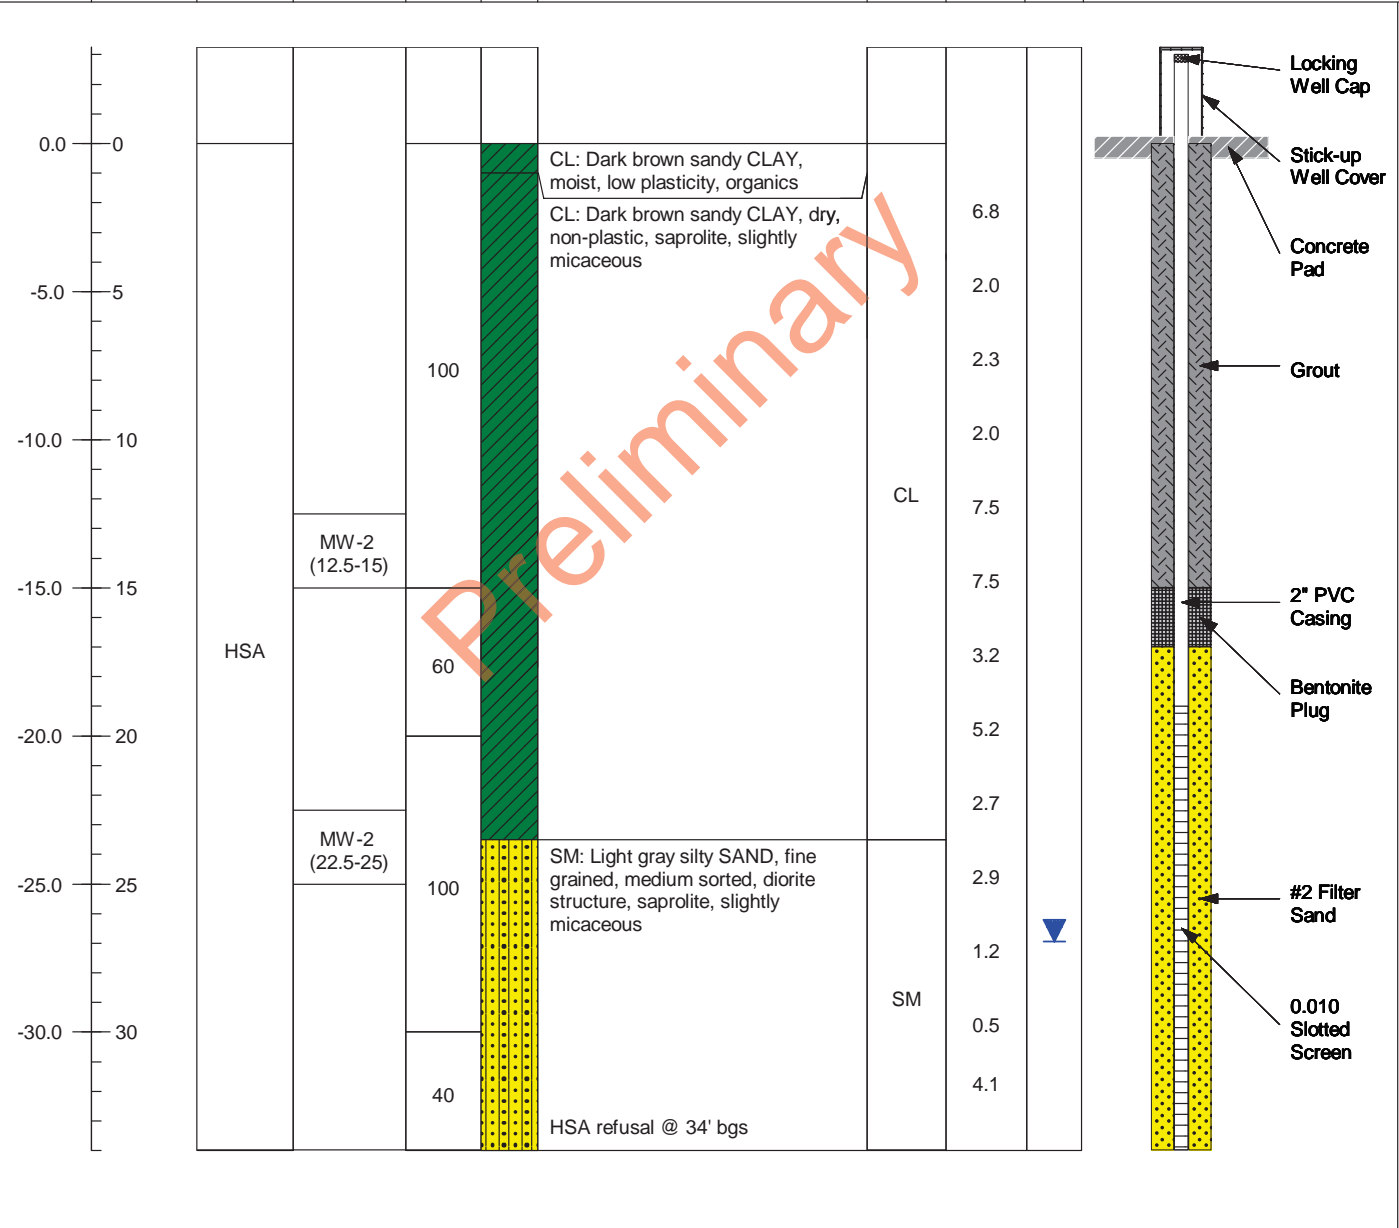 0.0
0
-5.0
5
-10.0
10
-15.0
15
-20.0
20
-25.0
25
-30.0
30
HSA
MW-2
(12.5-15)
MW-2
(22.5-25)
100
60
100
40
CL: Dark brown sandy CLAY,
moist, low plasticity, organics
CL: Dark brown sandy CLAY, dry,
non-plastic, saprolite, slightly
micaceous
SM: Light gray silty SAND, fine
grained, medium sorted, diorite
structure, saprolite, slightly
micaceous
HSA refusal @ 34' bgs
Preliminary
CL
SM
6.8
2.0
2.3
2.0
7.5
7.5
3.2
5.2
2.7
2.9
1.2
0.5
4.1
Locking
Well Cap
Stick-up
Well Cover
Concrete
Pad
Grout
2" PVC
Casing
Bentonite
Plug
#2 Filter
Sand
0.010
Slotted
Screen